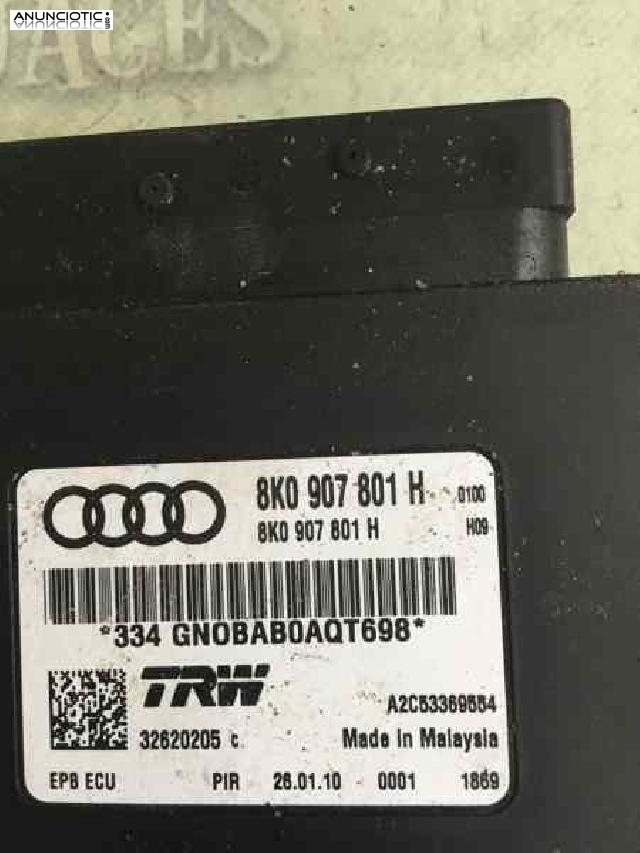 ANUNCIOTIC
8K0 907 801 H 0100
8K0 907 801 H H09
*334 GNOBAB0AQT698*
TRW
32620205 c Made in Malaysia
EPB ECU PIR 26.01.10 0001 1869